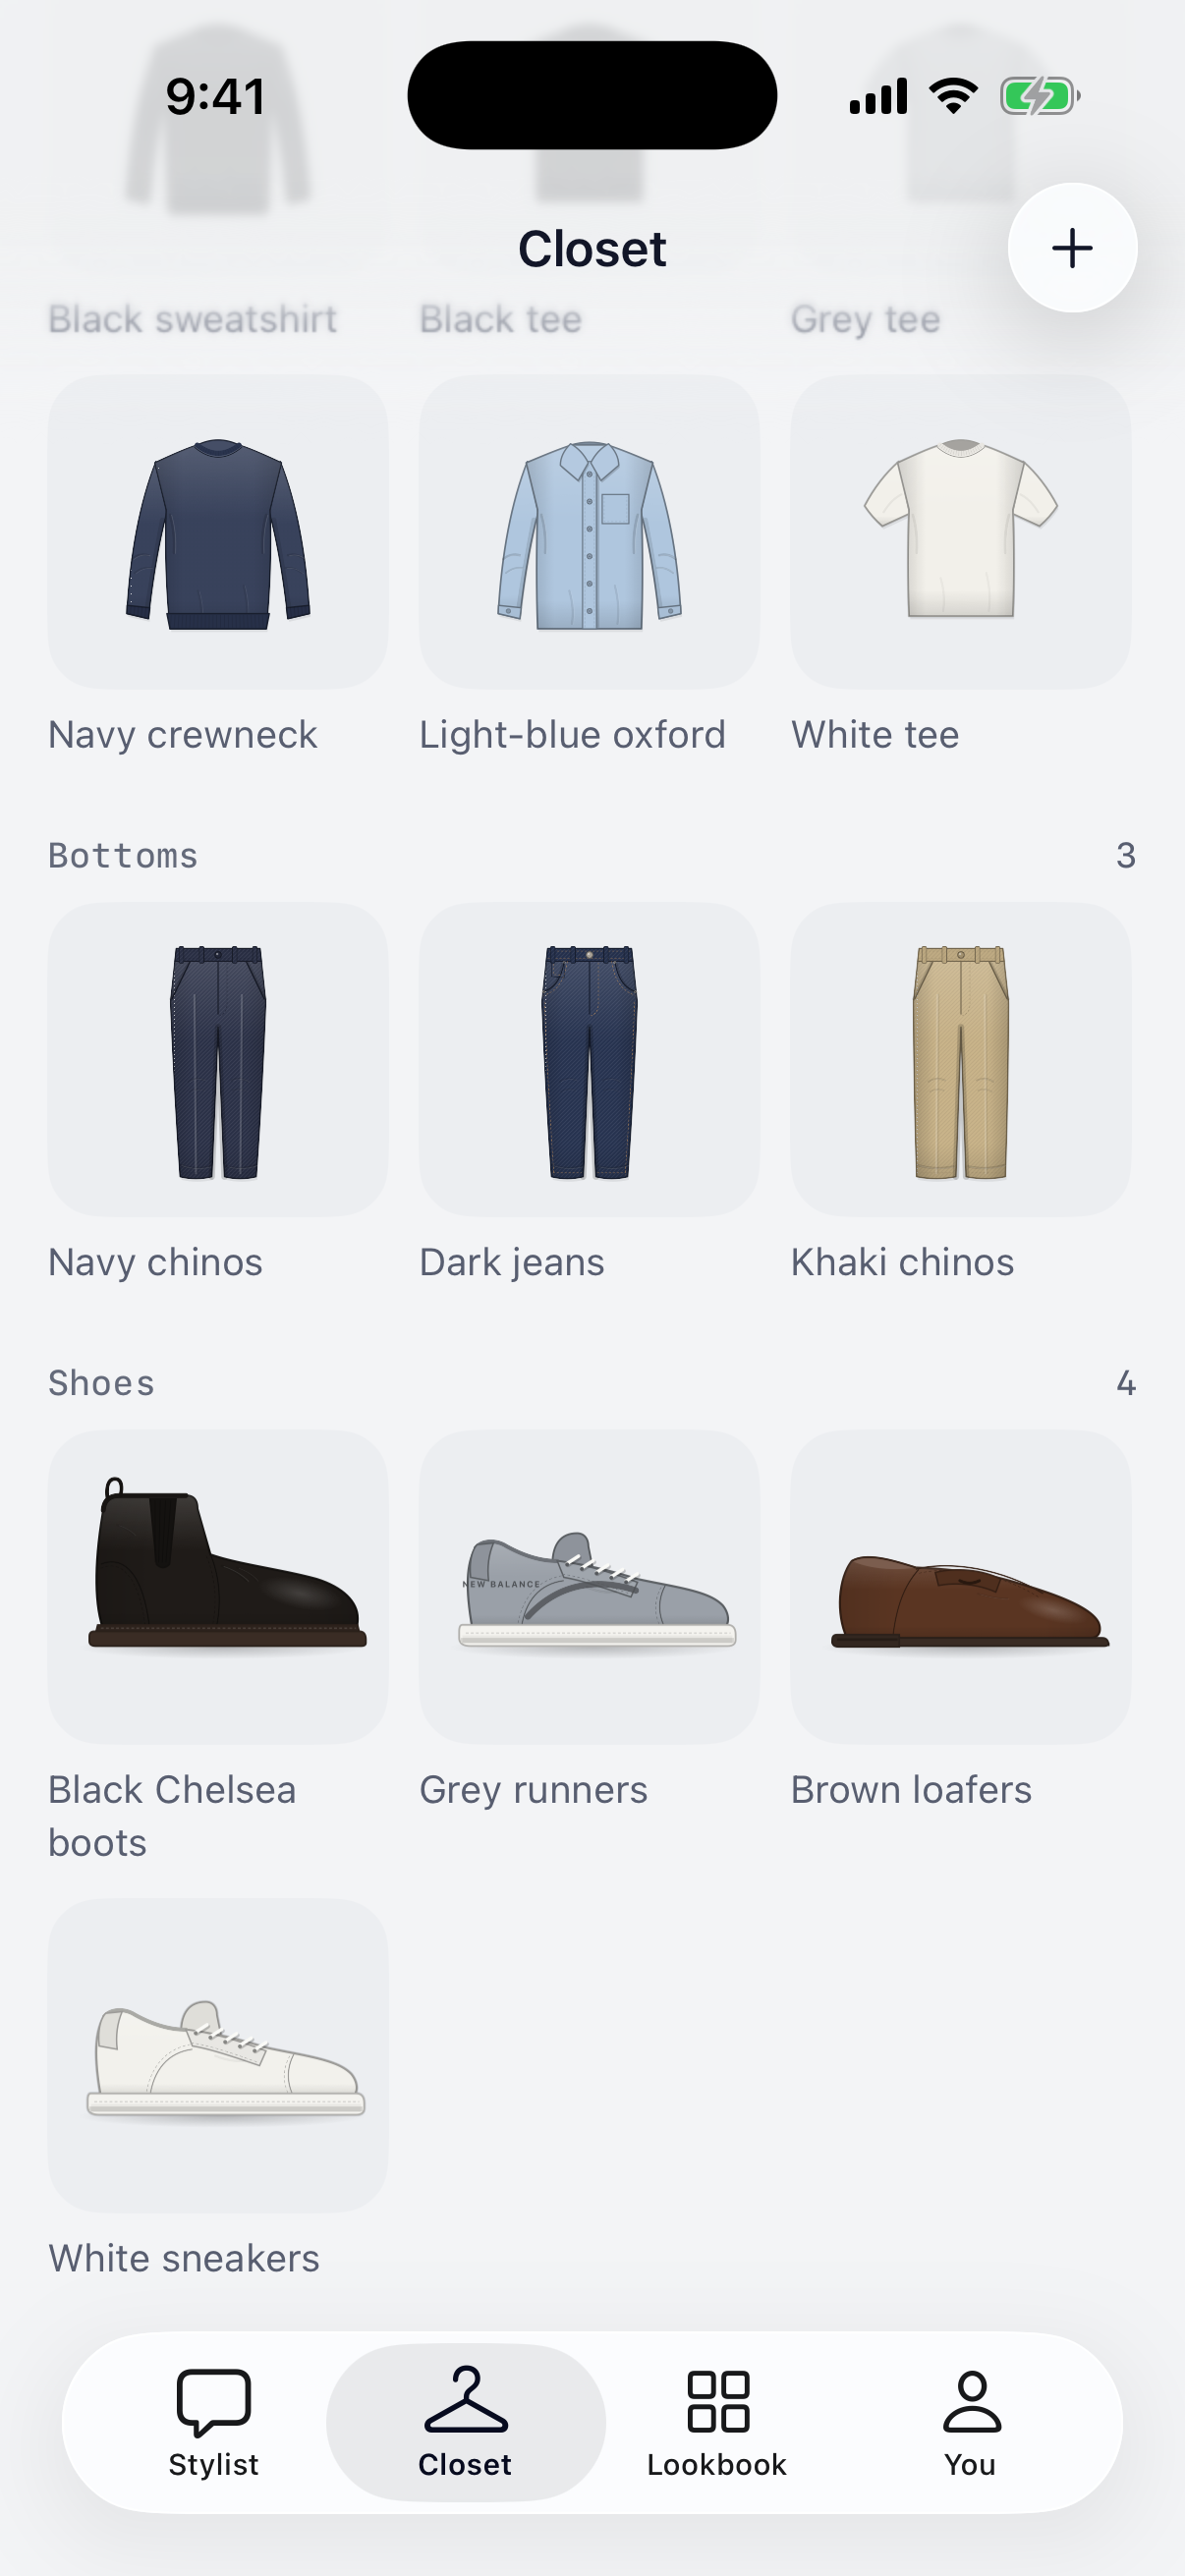 9:41
Closet
Black sweatshirt
Black tee
Grey tee
Navy crewneck
Light-blue oxford
White tee
Bottoms
3
Navy chinos
Dark jeans
Khaki chinos
Shoes
4
NEW BALANCE
Black Chelsea
boots
Grey runners
Brown loafers
White sneakers
Stylist
Closet
Lookbook
You